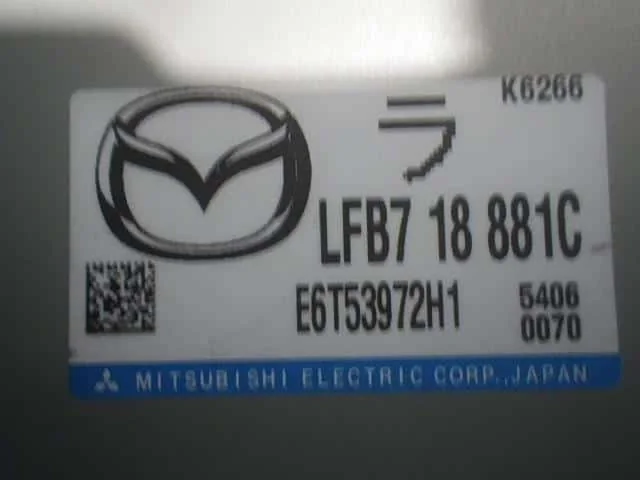 K6266
ラ
LFB7 18 881C
E6T53972H1
5406
0070
MITSUBISHI ELECTRIC CORP.,JAPAN